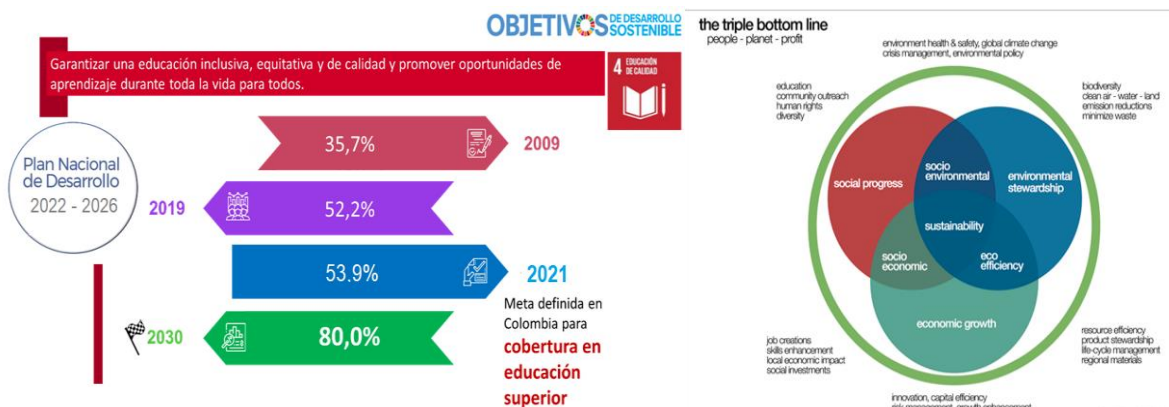 OBJETIVOS DE DESARROLLO
SOSTENIBLE
Garantizar una educación inclusiva, equitativa y de calidad y promover oportunidades de
aprendizaje durante toda la vida para todos.
4 EDUCACIÓN
DE CALIDAD
Plan Nacional
de Desarrollo
2022 - 2026
35,7%
2009
2019
52,2%
53.9%
2021
Meta definida en
Colombia para
cobertura en
educación
superior
2030
80,0%
the triple bottom line
people - planet - profit
environment health & safety, global climate change
crisis management, environmental policy
education
community outreach
human rights
diversity
biodiversity
clean air - water - land
emission reductions
minimize waste
social progress
socio
environmental
environmental
stewardship
sustainability
socio
economic
eco
efficiency
economic growth
job creations
skills enhancement
local economic impact
social investments
resource efficiency
product stewardship
life-cycle management
regional materials
innovation, capital efficiency
risk management, growth enhancement